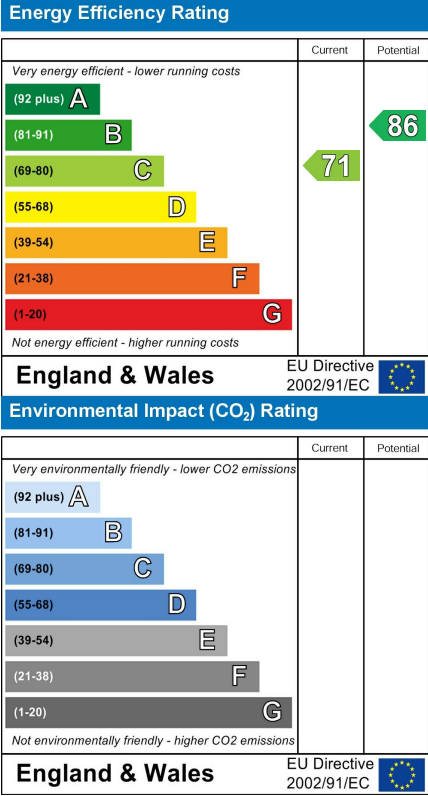 Energy Efficiency Rating
Current Potential
Very energy efficient - lower running costs
(92 plus) A
(81-91) B
86
(69-80) C
71
(55-68) D
(39-54) E
(21-38) F
(1-20) G
Not energy efficient - higher running costs
England & Wales
EU Directive
2002/91/EC
Environmental Impact (CO₂) Rating
Current Potential
Very environmentally friendly - lower CO2 emissions
(92 plus) A
(81-91) B
(69-80) C
(55-68) D
(39-54) E
(21-38) F
(1-20) G
Not environmentally friendly - higher CO2 emissions
England & Wales
EU Directive
2002/91/EC